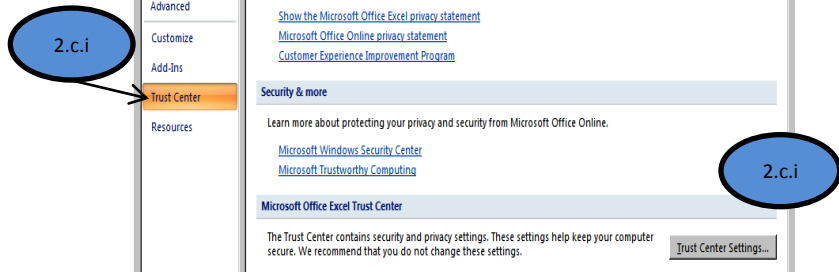 Advanced
Customize
Add-Ins
Trust Center
Resources
2.c.i
Show the Microsoft Office Excel privacy statement
Microsoft Office Online privacy statement
Customer Experience Improvement Program
Security & more
Learn more about protecting your privacy and security from Microsoft Office Online.
Microsoft Windows Security Center
Microsoft Trustworthy Computing
2.c.i
Microsoft Office Excel Trust Center
The Trust Center contains security and privacy settings. These settings help keep your computer
secure. We recommend that you do not change these settings.
Trust Center Settings...